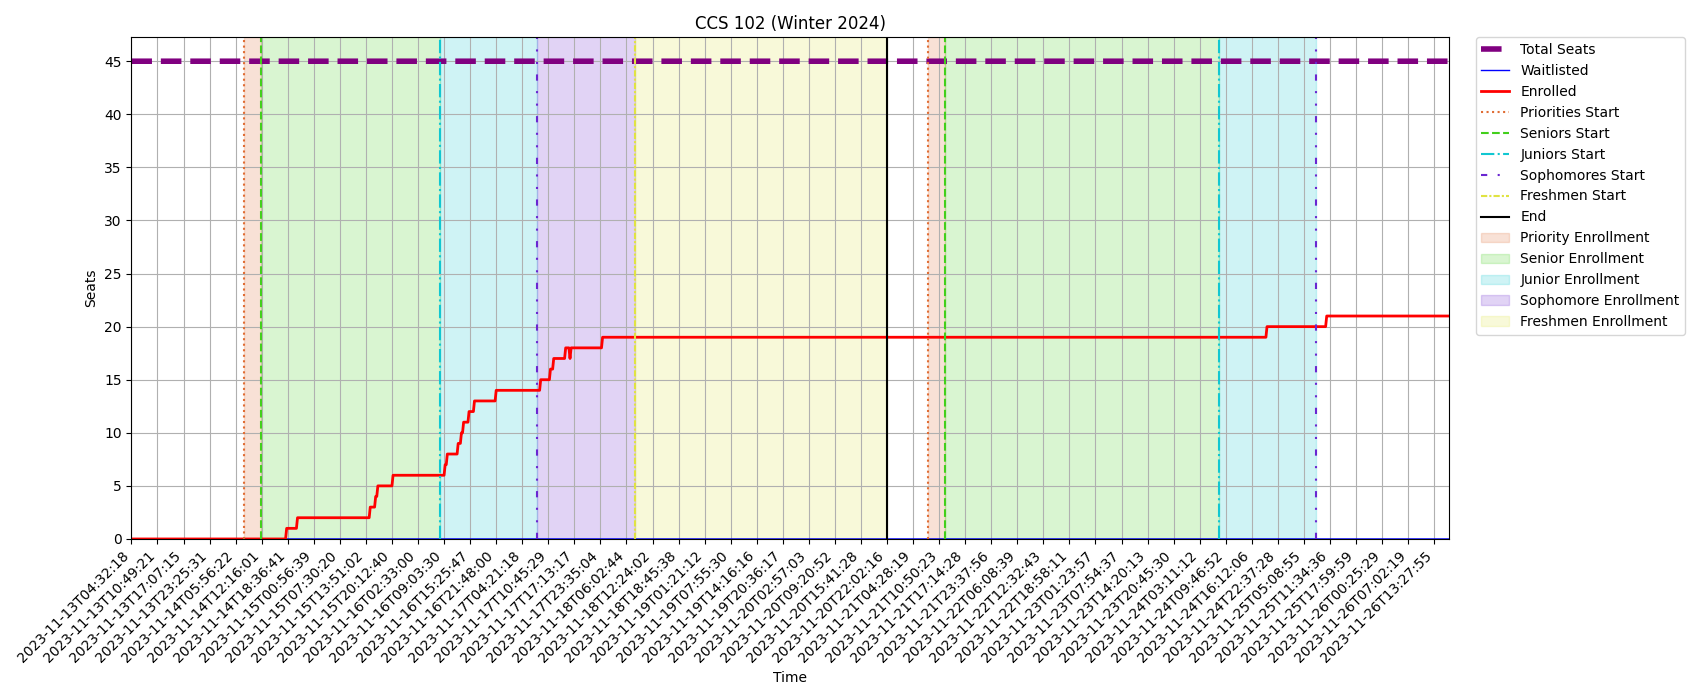 CCS 102 (Winter 2024)
Seats
45
40
35
30
25
20
15
10
5
0
2023-11-13T04:32:18
2023-11-13T10:49:21
2023-11-13T17:07:15
2023-11-13T23:25:31
2023-11-14T05:56:22
2023-11-14T12:16:01
2023-11-14T18:36:41
2023-11-15T00:56:39
2023-11-15T07:30:20
2023-11-15T13:51:02
2023-11-15T20:12:40
2023-11-16T02:33:00
2023-11-16T09:03:30
2023-11-16T15:25:47
2023-11-16T21:48:00
2023-11-17T04:21:18
2023-11-17T10:45:29
2023-11-17T17:13:17
2023-11-17T23:35:04
2023-11-18T06:02:44
2023-11-18T12:24:02
2023-11-18T18:45:38
2023-11-19T01:21:12
2023-11-19T07:55:30
2023-11-19T14:16:16
2023-11-19T20:36:17
2023-11-20T02:57:03
2023-11-20T09:20:52
2023-11-20T15:41:28
2023-11-20T22:02:16
2023-11-21T04:28:19
2023-11-21T10:50:23
2023-11-21T17:14:28
2023-11-21T23:37:56
2023-11-22T06:08:39
2023-11-22T12:32:43
2023-11-22T18:58:11
2023-11-23T01:23:57
2023-11-23T07:54:37
2023-11-23T14:20:13
2023-11-23T20:45:30
2023-11-24T03:11:12
2023-11-24T09:46:52
2023-11-24T16:12:06
2023-11-24T22:37:28
2023-11-25T05:08:55
2023-11-25T11:34:36
2023-11-25T17:59:59
2023-11-26T00:25:29
2023-11-26T07:02:19
2023-11-26T13:27:55
Time
Total Seats
Waitlisted
Enrolled
Priorities Start
Seniors Start
Juniors Start
Sophomores Start
Freshmen Start
End
Priority Enrollment
Senior Enrollment
Junior Enrollment
Sophomore Enrollment
Freshmen Enrollment